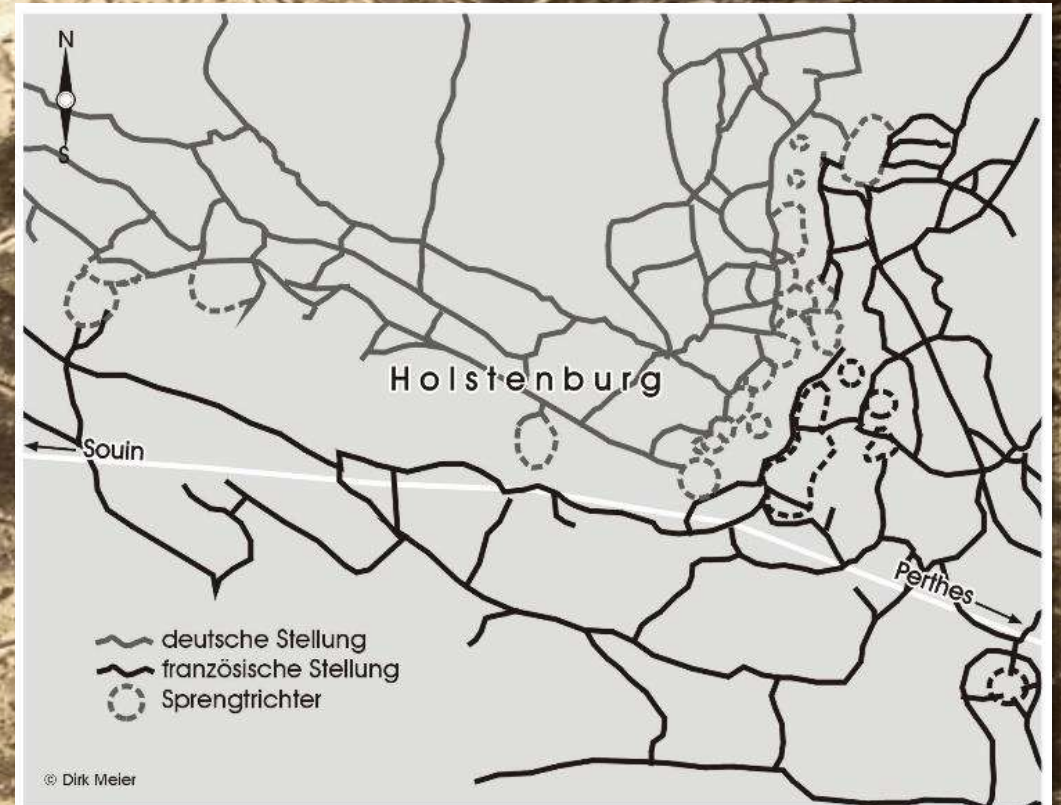 N
S
Holstenburg
Souin
Perthes
deutsche Stellung
französische Stellung
Sprengtrichter
© Dirk Meier